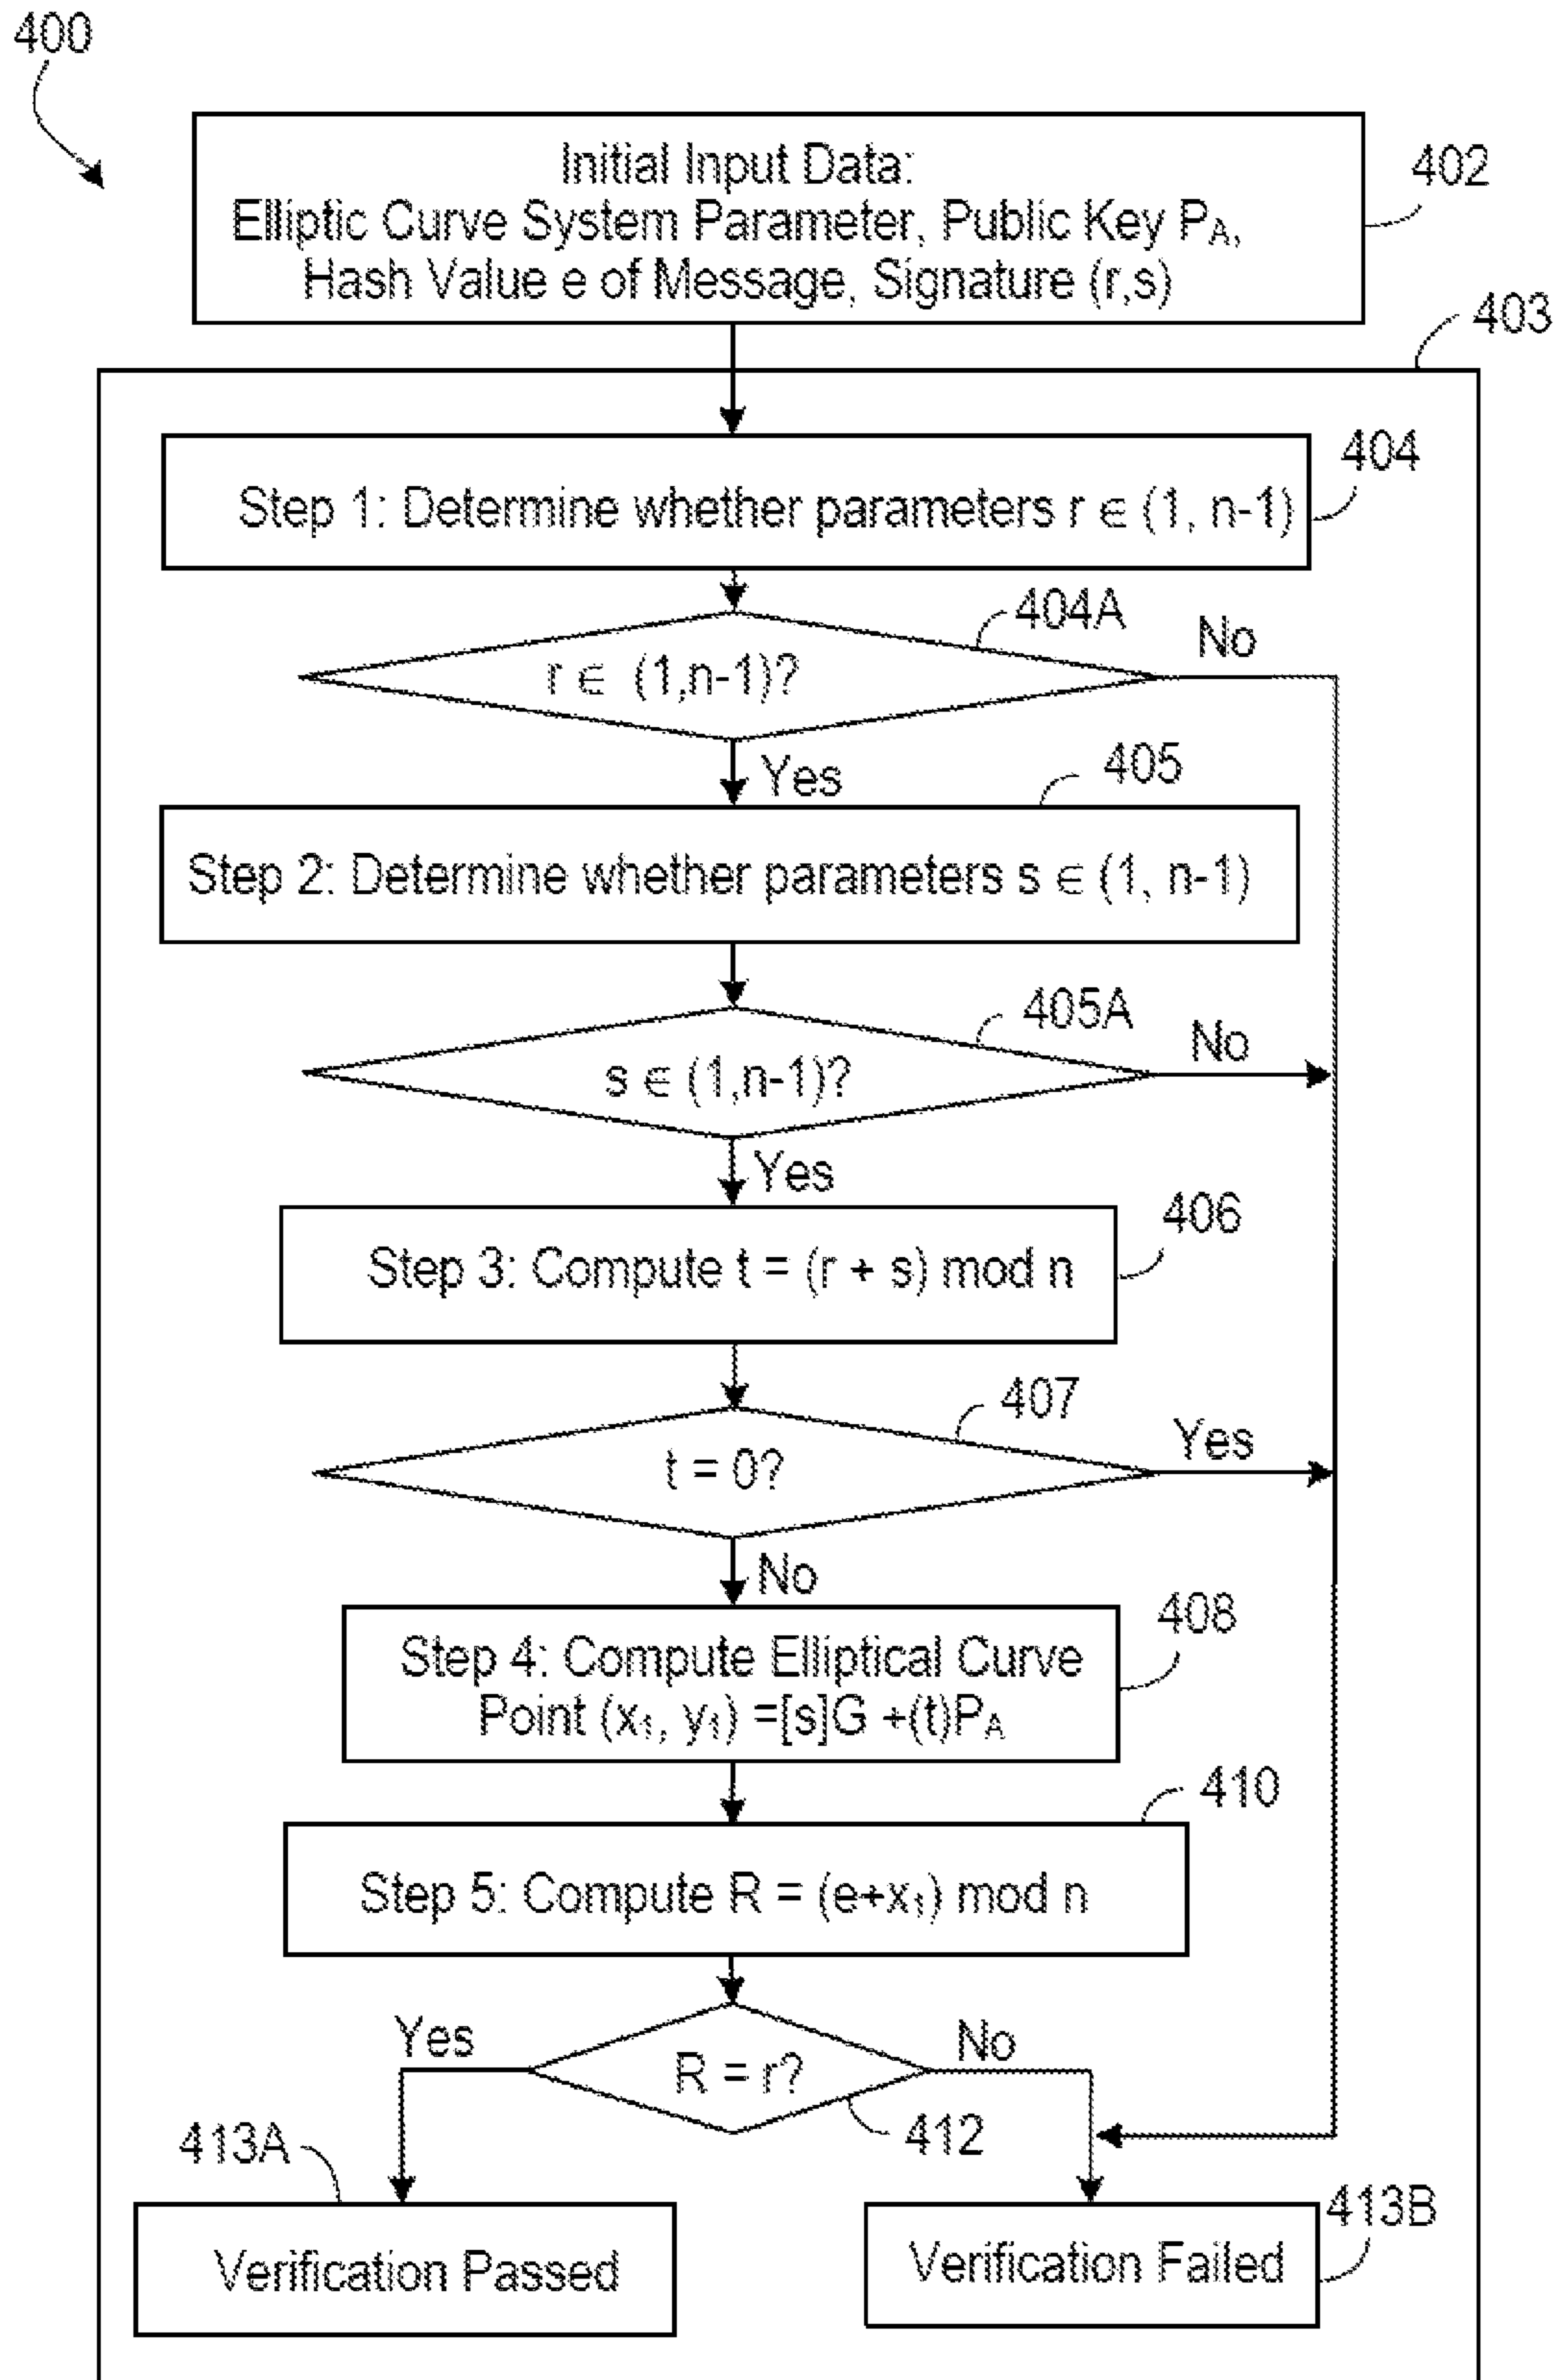 400
Initial Input Data:
Elliptic Curve System Parameter, Public Key P_A,
Hash Value e of Message, Signature (r,s)
402
403
Step 1: Determine whether parameters r ∈ (1, n-1)
404
404A
r ∈ (1,n-1)?
No
Yes
405
Step 2: Determine whether parameters s ∈ (1, n-1)
405A
s ∈ (1,n-1)?
No
Yes
406
Step 3: Compute t = (r + s) mod n
407
t = 0?
Yes
No
408
Step 4: Compute Elliptical Curve
Point (x₁, y₁) =[s]G +(t)P_A
410
Step 5: Compute R = (e+x₁) mod n
Yes
R = r?
No
412
413A
Verification Passed
413B
Verification Failed